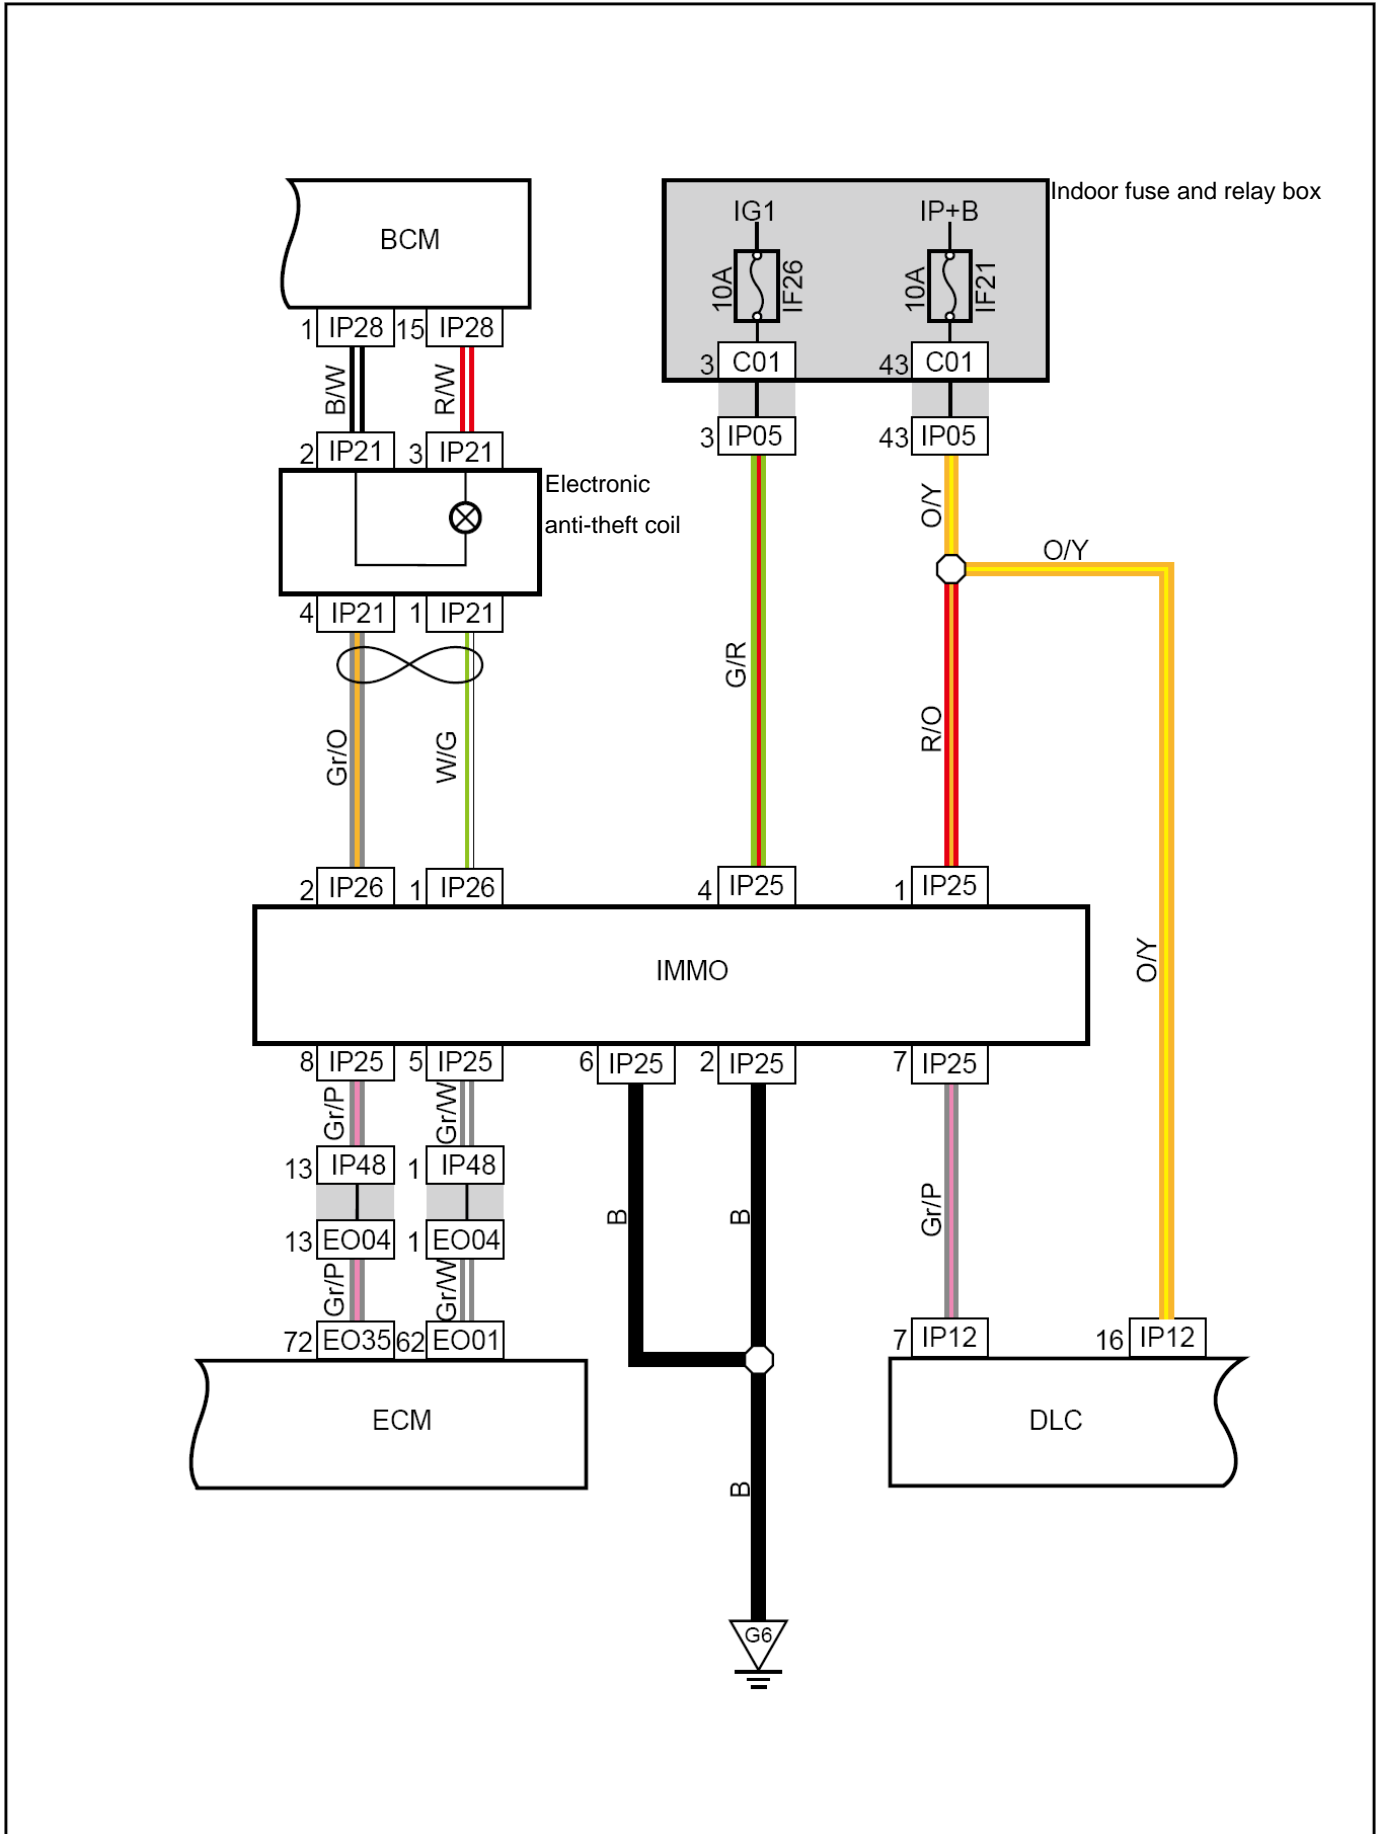 Indoor fuse and relay box
IG1
IP+B
BCM
10A
IF26
10A
IF21
1 IP28
15 IP28
3 C01
43 C01
B/W
R/W
3 IP05
43 IP05
2 IP21
3 IP21
Electronic
anti-theft coil
O/Y
O/Y
4 IP21
1 IP21
G/R
R/O
Gr/O
W/G
2 IP26
1 IP26
4 IP25
1 IP25
O/Y
IMMO
8 IP25
5 IP25
6 IP25
2 IP25
7 IP25
Gr/P
Gr/W
13 IP48
1 IP48
B
B
Gr/P
13 EO04
1 EO04
Gr/P
Gr/W
72 EO35
62 EO01
7 IP12
16 IP12
ECM
DLC
B
G6